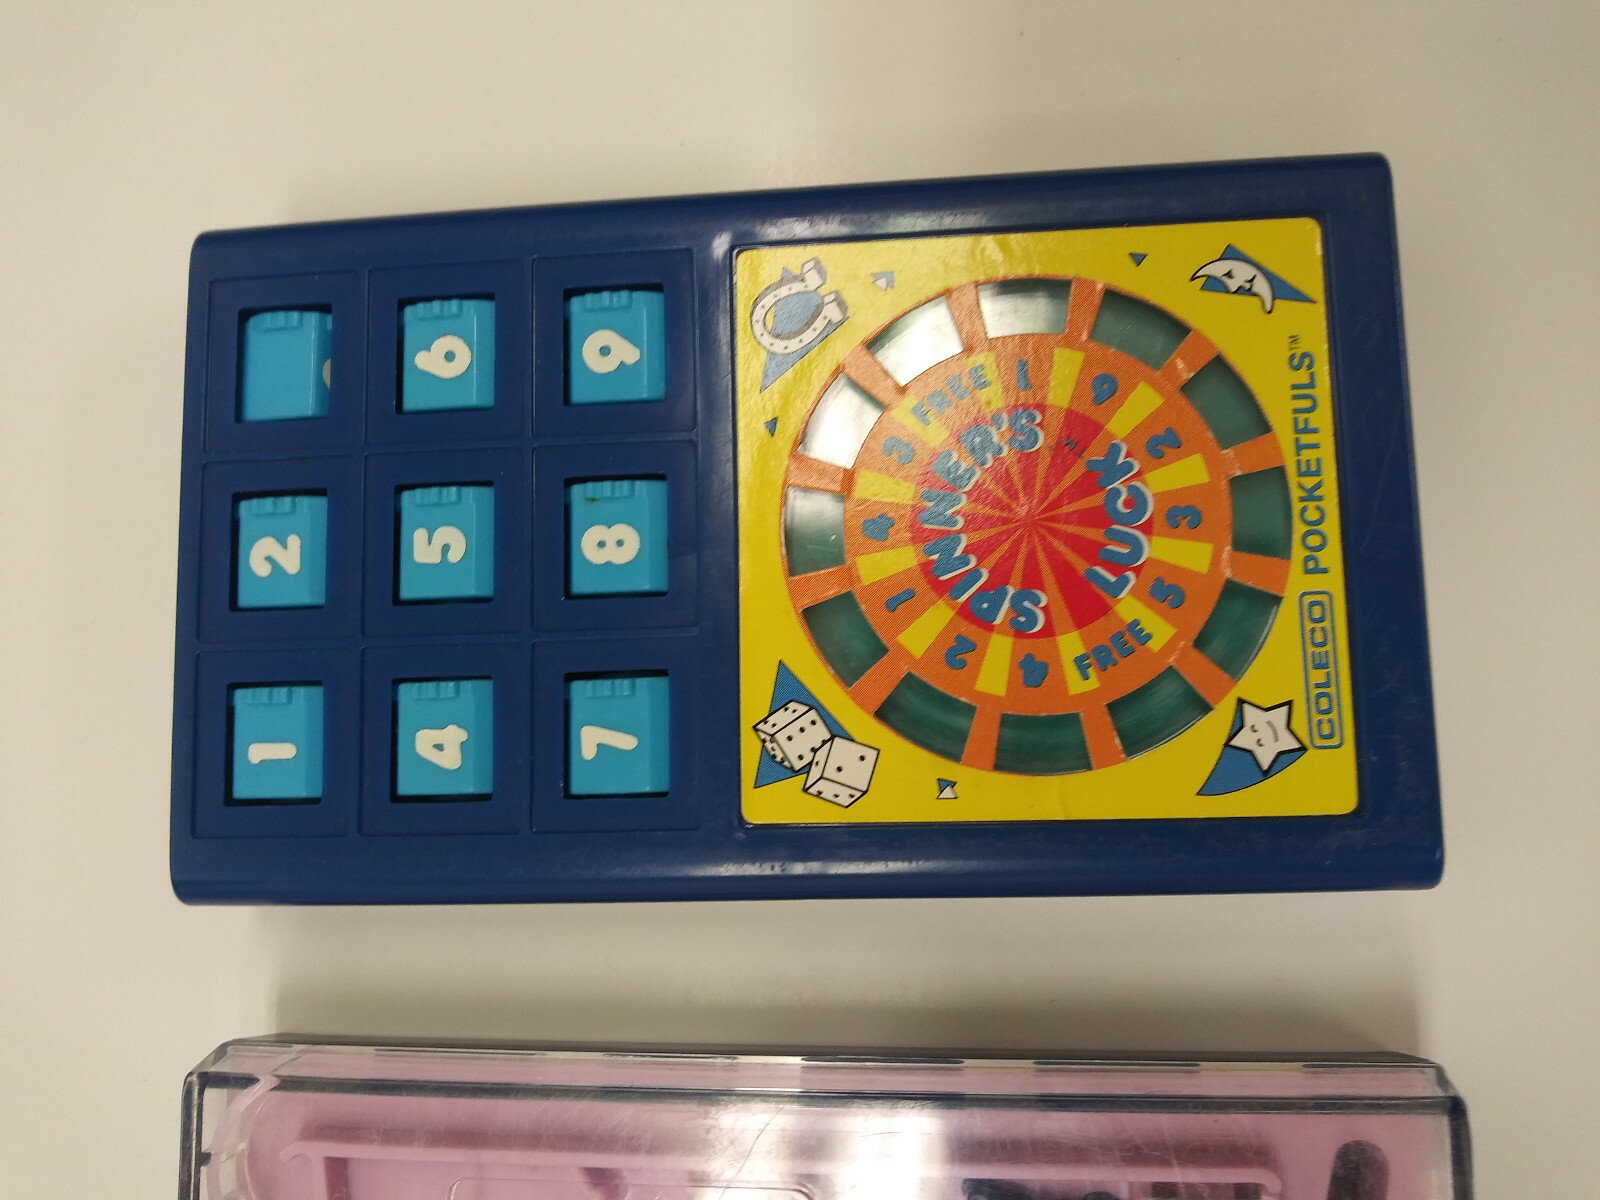 1 2
4 5 6
7 8 9
4 3 FREE 1 6 2 3 5 FREE 4 2 1
SPINNER'S
LUCK
COLECO POCKETFULS™